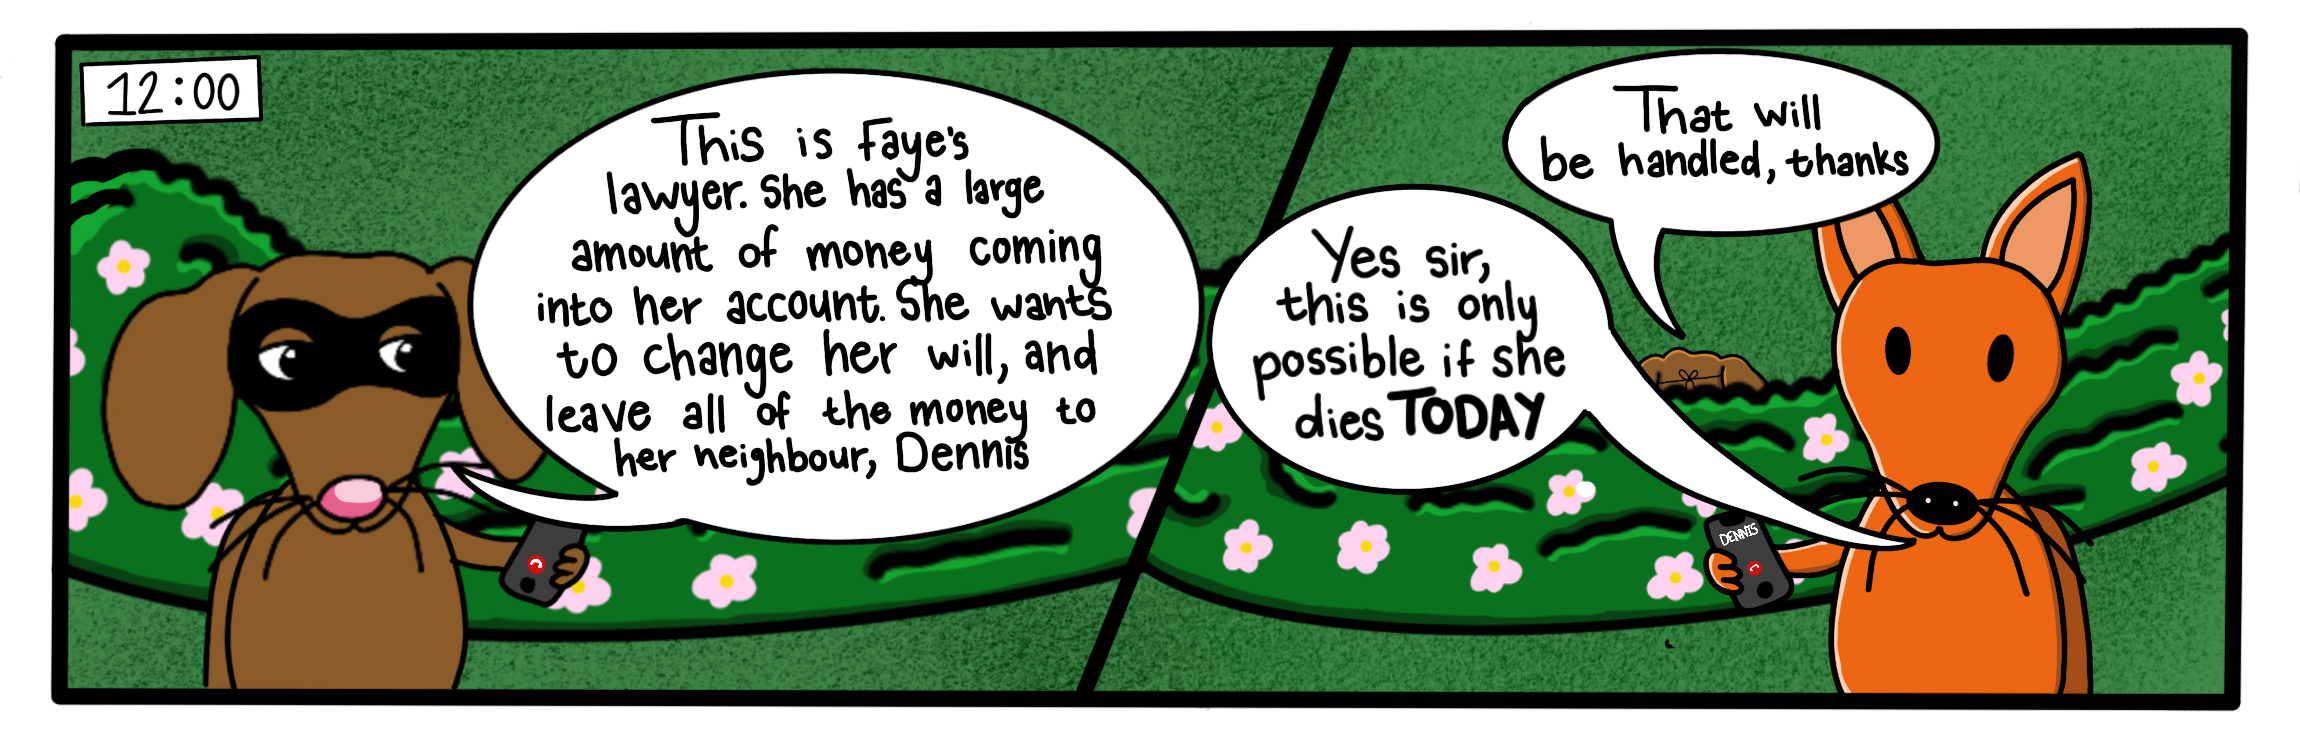 12:00
This is Faye's
lawyer. She has a large
amount of money coming
into her account. She wants
to change her will, and
leave all of the money to
her neighbour, Dennis
That will
be handled, thanks
Yes sir,
this is only
possible if she
dies TODAY
DENNIS